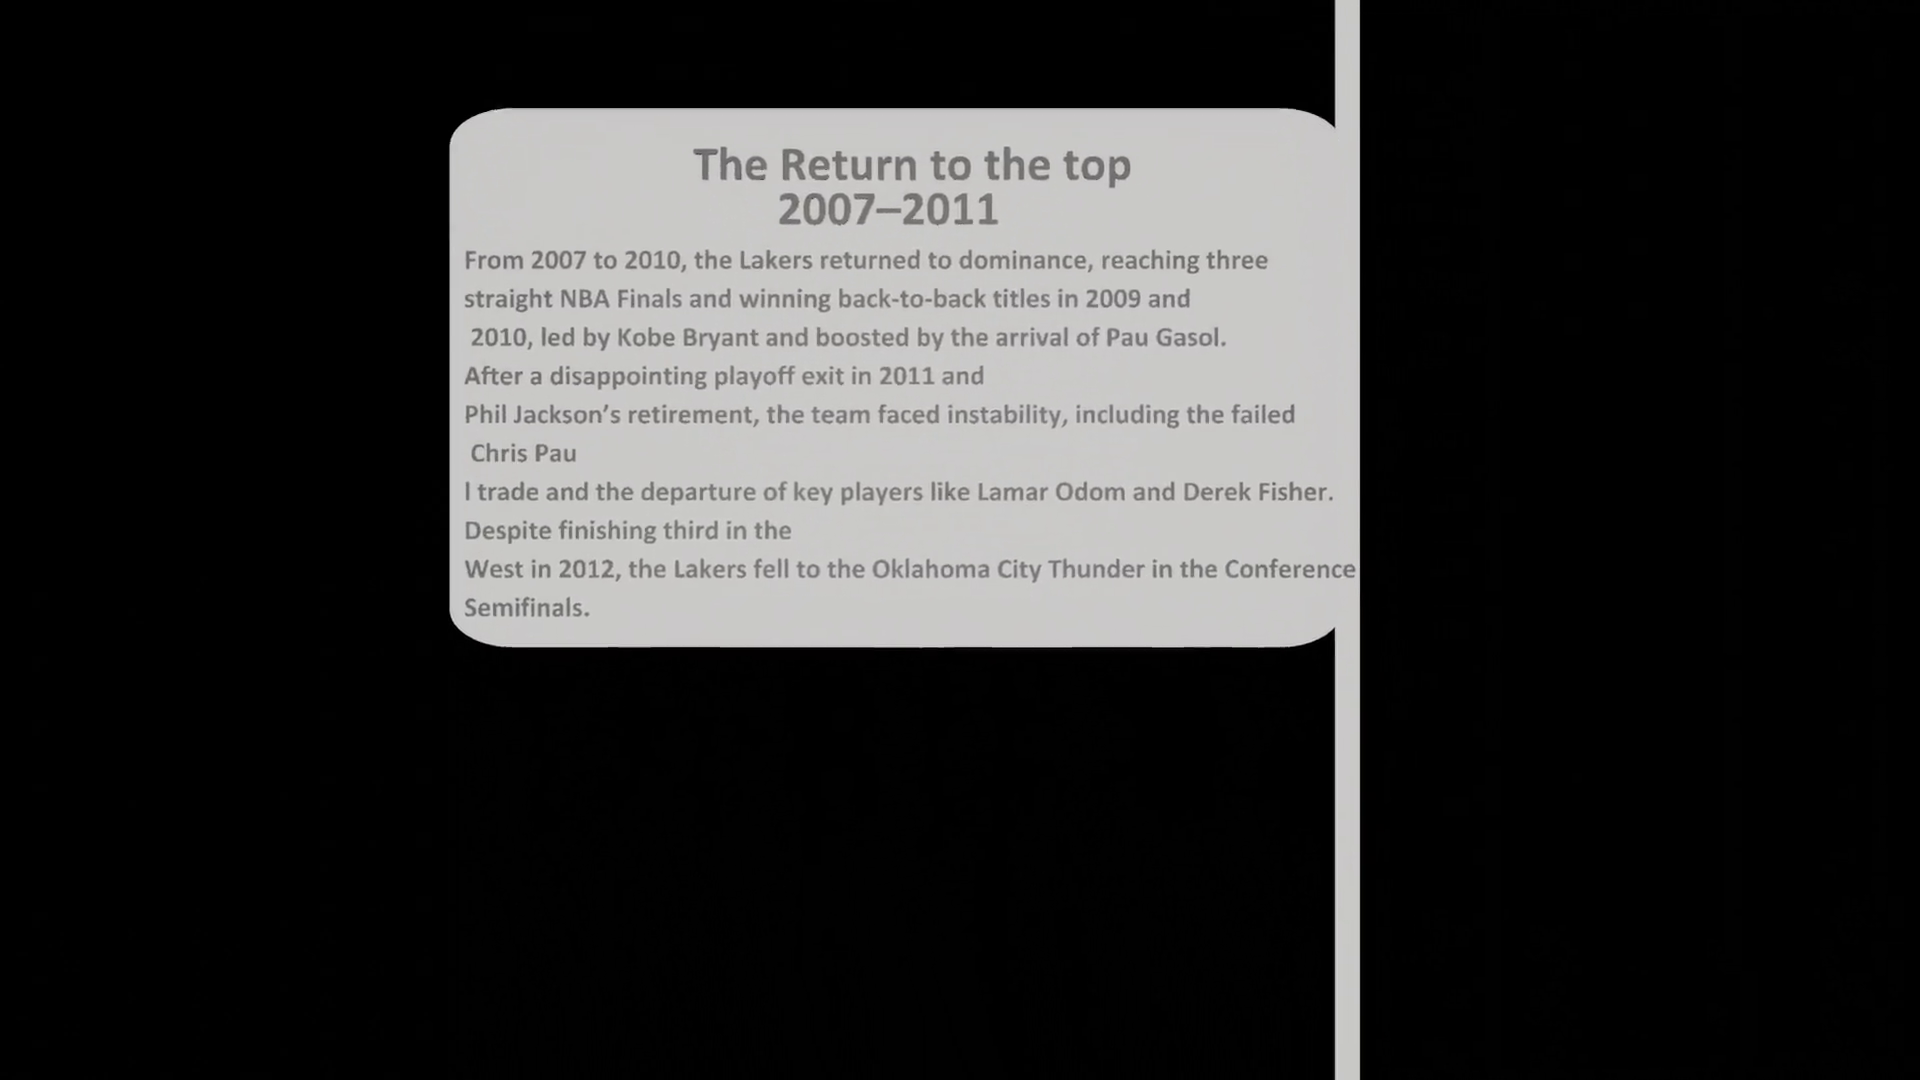 The Return to the top
2007–2011
From 2007 to 2010, the Lakers returned to dominance, reaching three
straight NBA Finals and winning back-to-back titles in 2009 and
2010, led by Kobe Bryant and boosted by the arrival of Pau Gasol.
After a disappointing playoff exit in 2011 and
Phil Jackson’s retirement, the team faced instability, including the failed
Chris Pau
l trade and the departure of key players like Lamar Odom and Derek Fisher.
Despite finishing third in the
West in 2012, the Lakers fell to the Oklahoma City Thunder in the Conference
Semifinals.